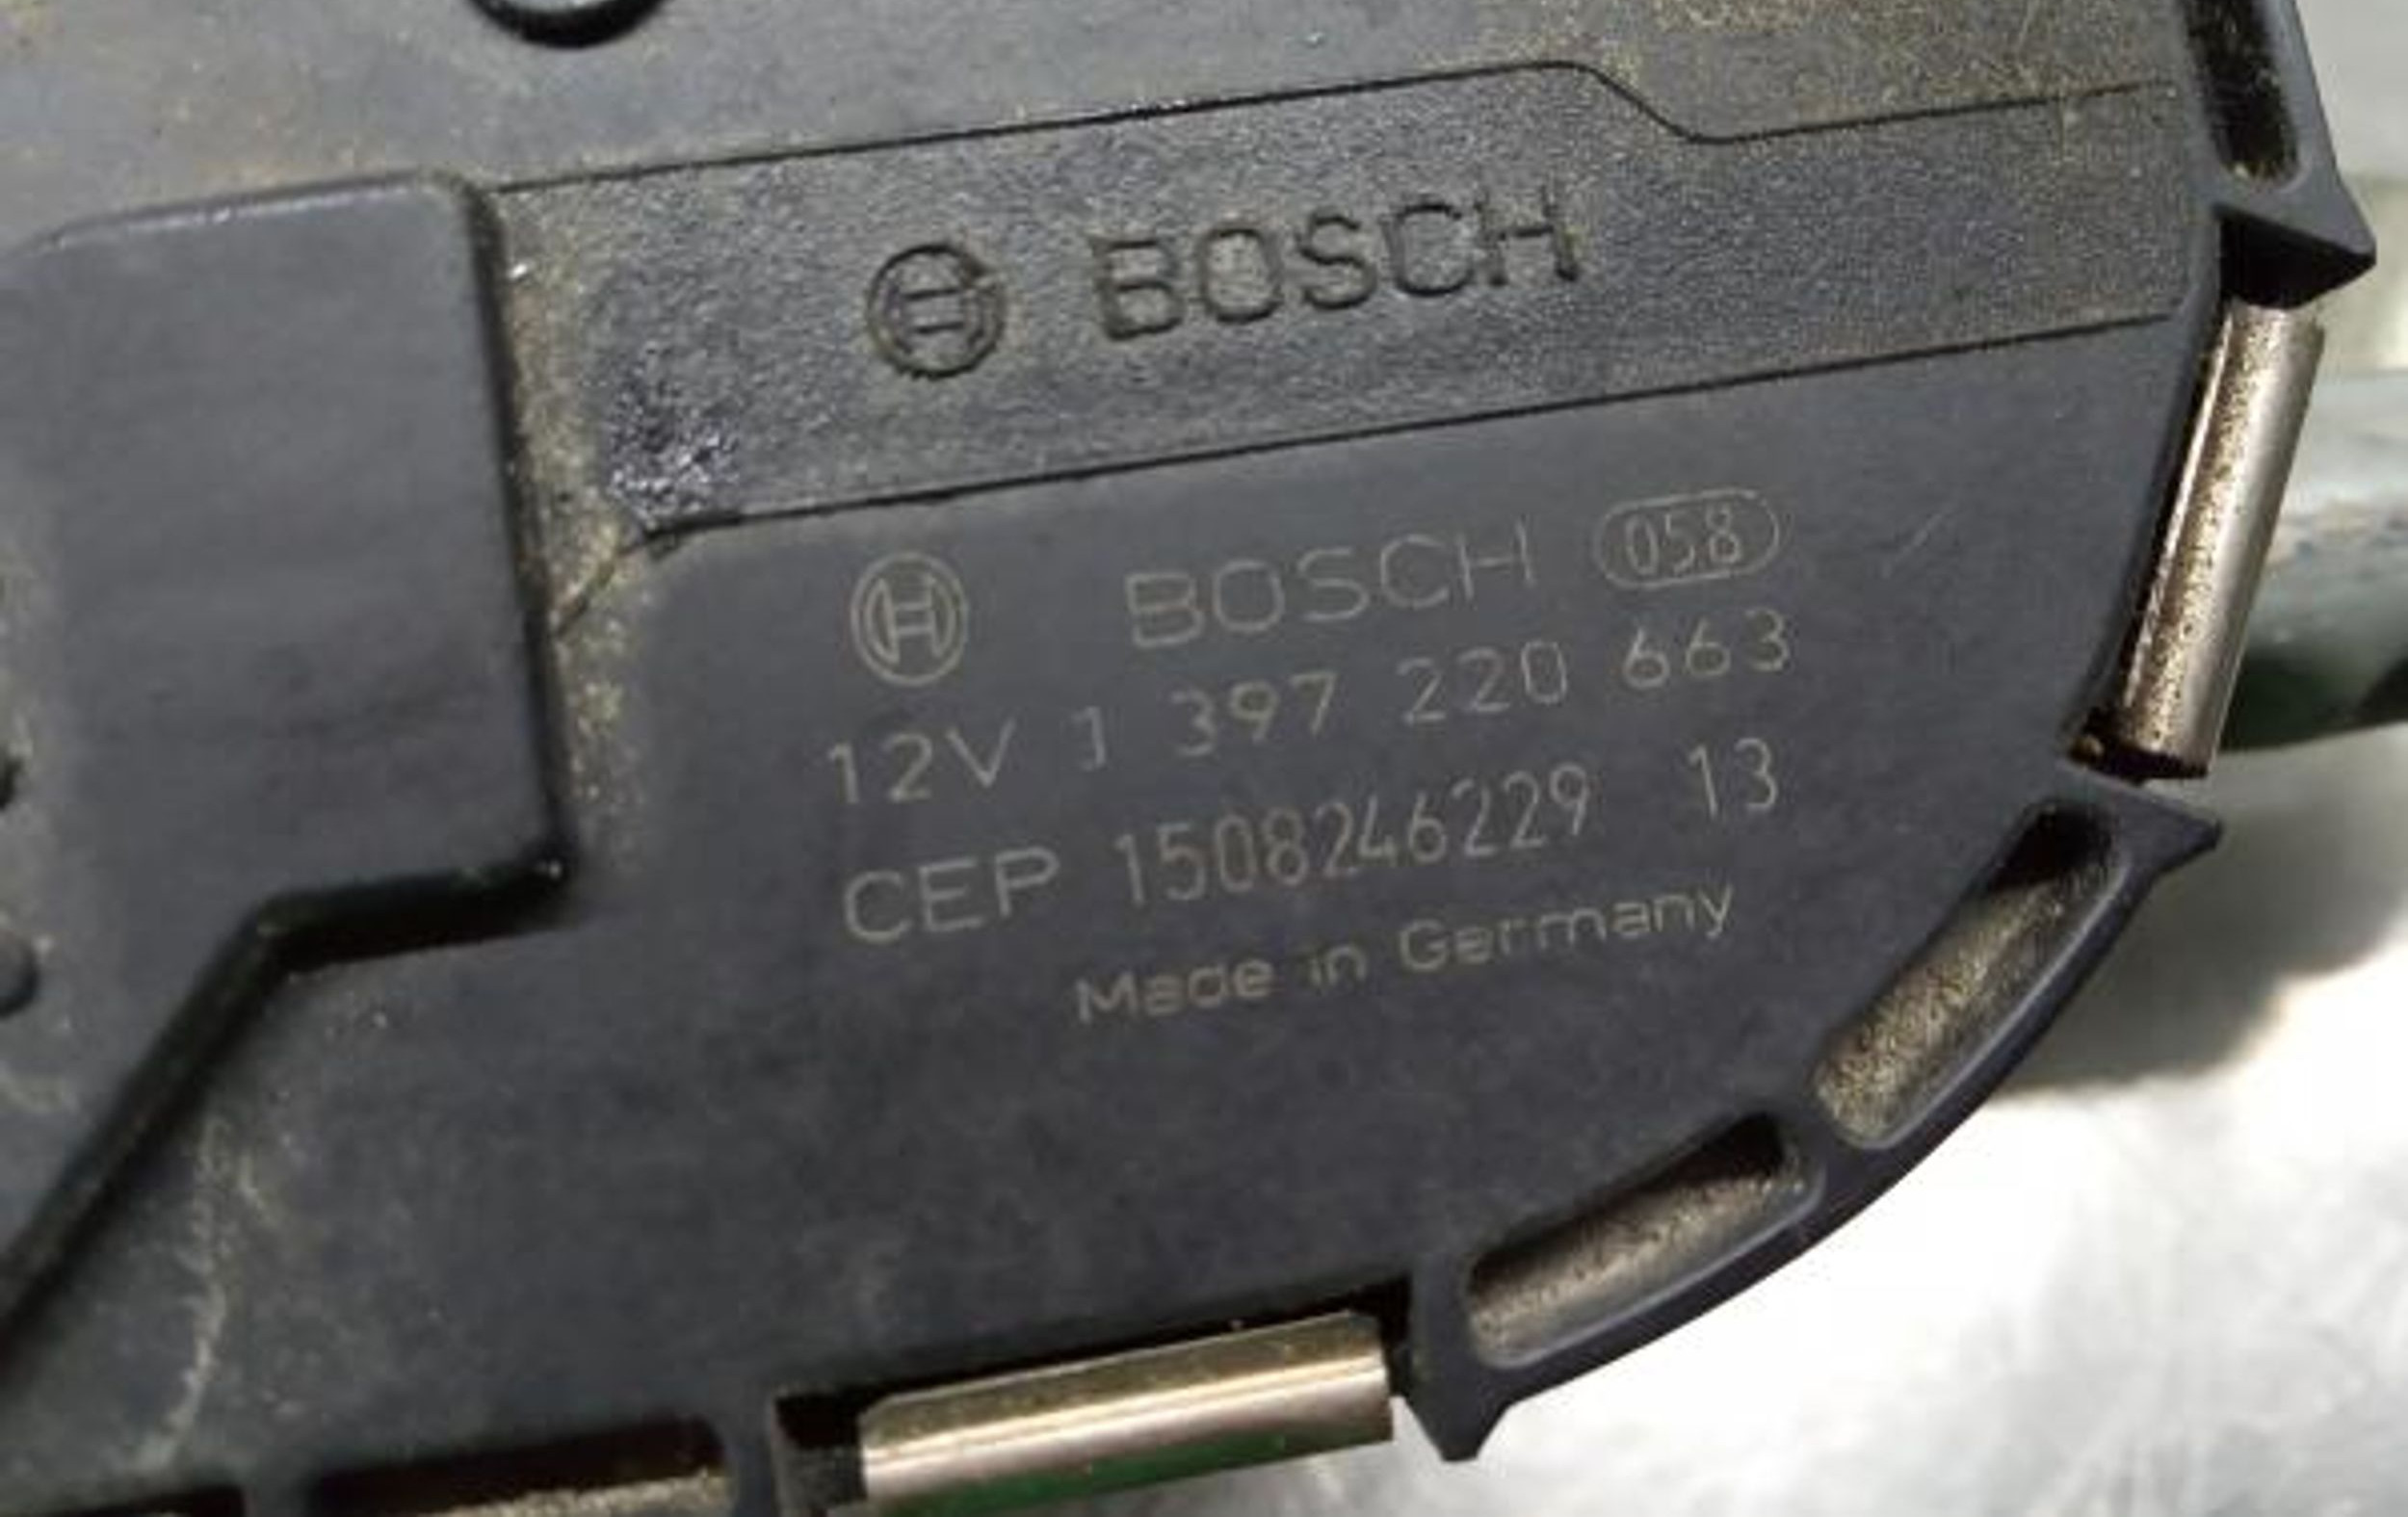 BOSCH
BOSCH 058
12V 1 397 220 663
CEP 1508246229 13
Made in Germany